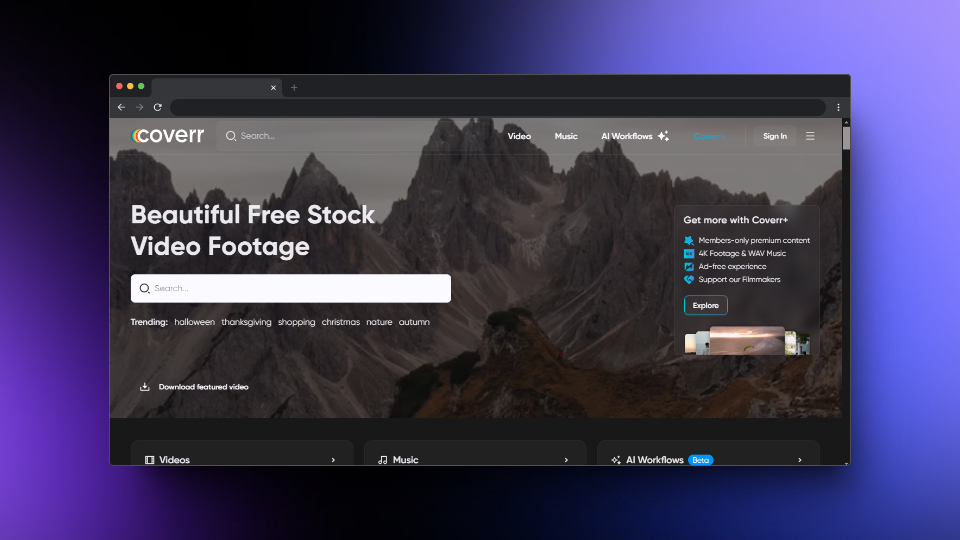 coverr
Search...
Video
Music
AI Workflows
Coverr+
Sign In
Beautiful Free Stock
Video Footage
Search...
Trending: halloween thanksgiving shopping christmas nature autumn
Download featured video
Get more with Coverr+
Members-only premium content
4K Footage & WAV Music
Ad-free experience
Support our Filmmakers
Explore
Videos
Music
AI Workflows Beta